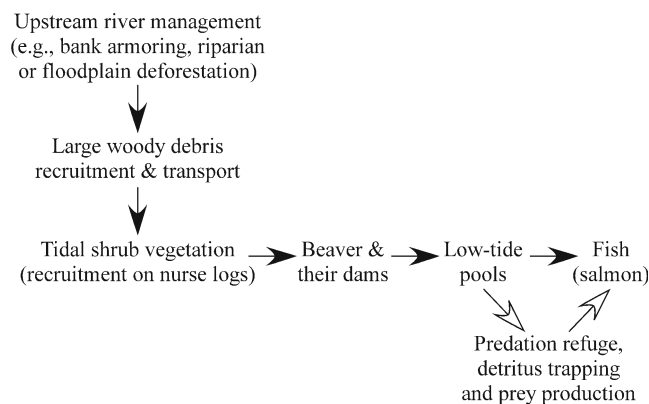 Upstream river management
(e.g., bank armoring, riparian
or floodplain deforestation)
Large woody debris
recruitment & transport
Tidal shrub vegetation
(recruitment on nurse logs)
Beaver &
their dams
Low-tide
pools
Fish
(salmon)
Predation refuge,
detritus trapping
and prey production